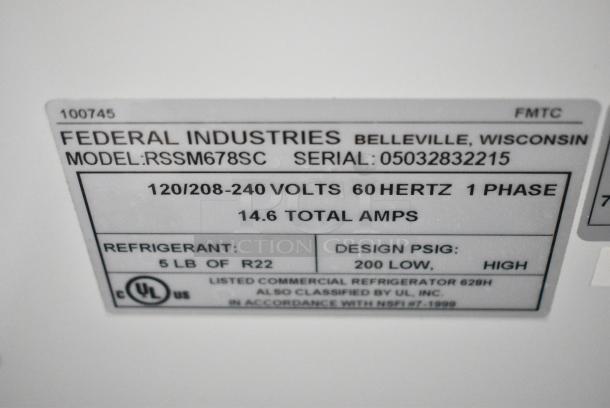 100745 FMTC
FEDERAL INDUSTRIES BELLEVILLE, WISCONSIN
MODEL:RSSM678SC SERIAL: 05032832215
120/208-240 VOLTS 60 HERTZ 1 PHASE
14.6 TOTAL AMPS
REFRIGERANT: DESIGN PSIG:
5 LB OF R22 200 LOW, HIGH
C UL US
LISTED COMMERCIAL REFRIGERATOR 628H
ALSO CLASSIFIED BY UL, INC.
IN ACCORDANCE WITH NSFI #7-1999
7